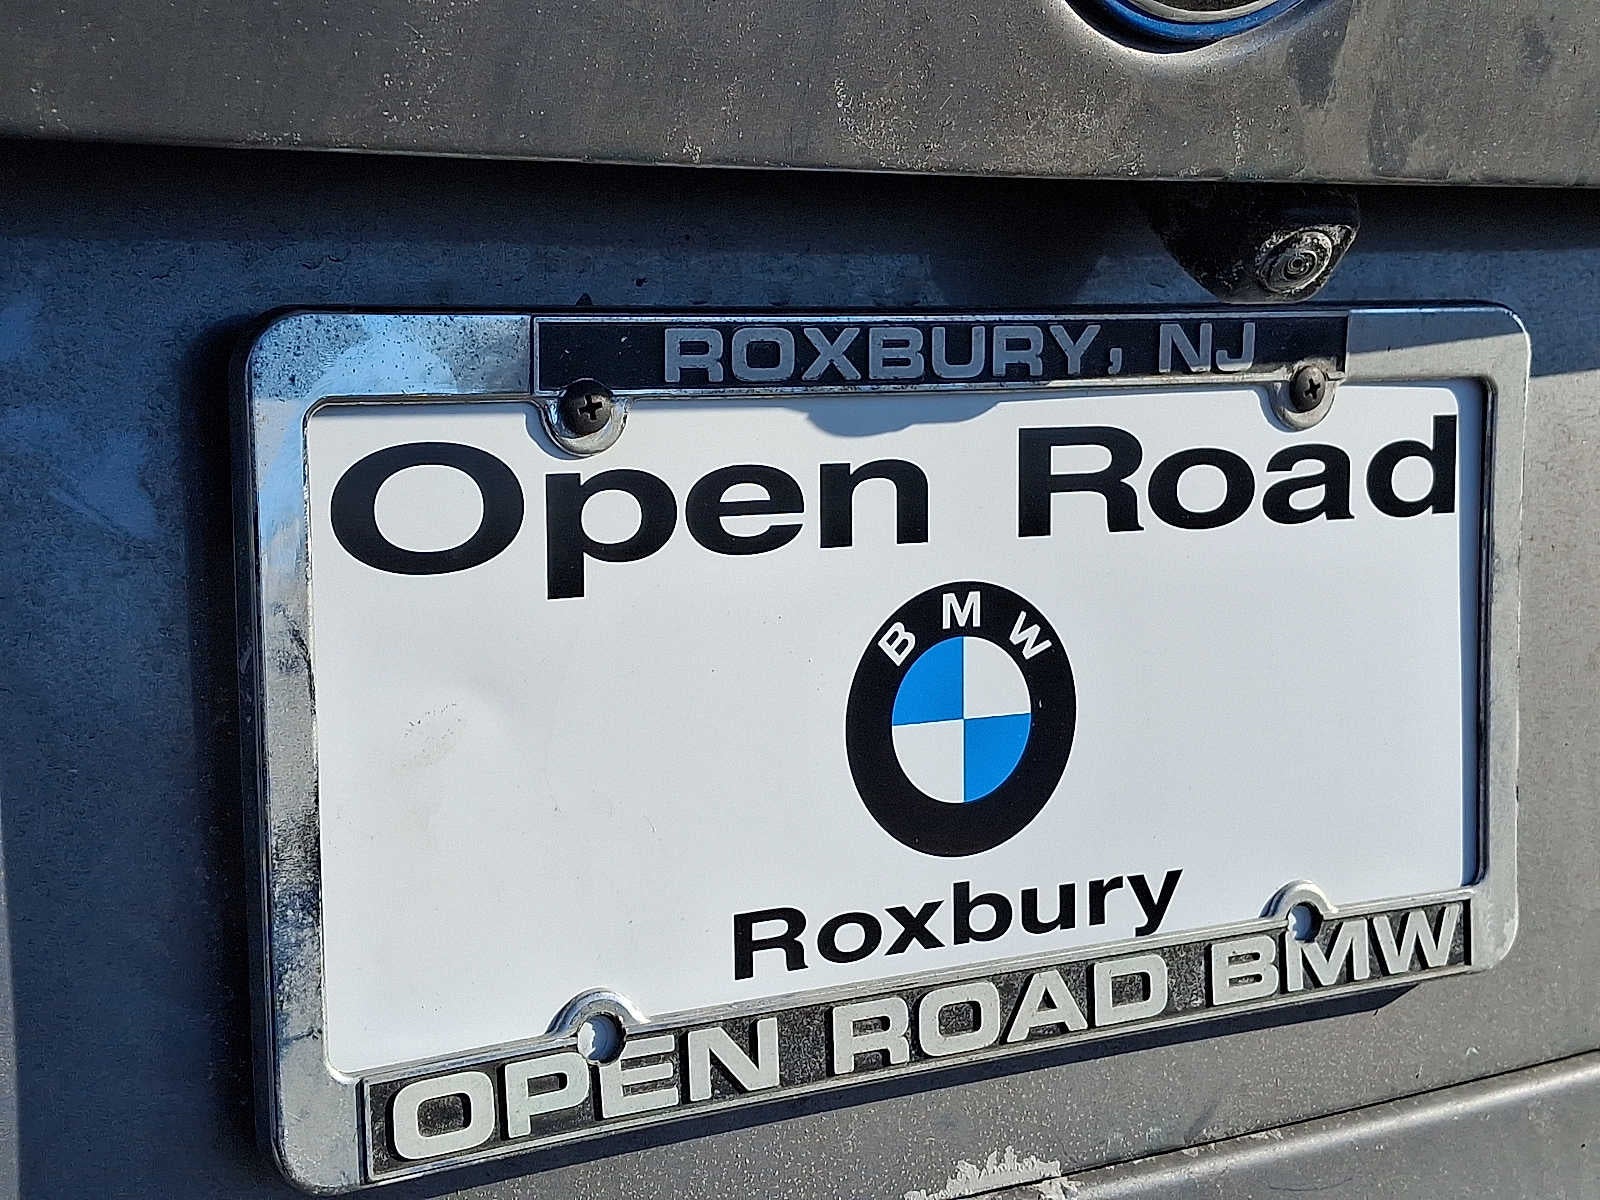 ROXBURY, NJ
Open Road
BMW
Roxbury
OPEN ROAD BMW